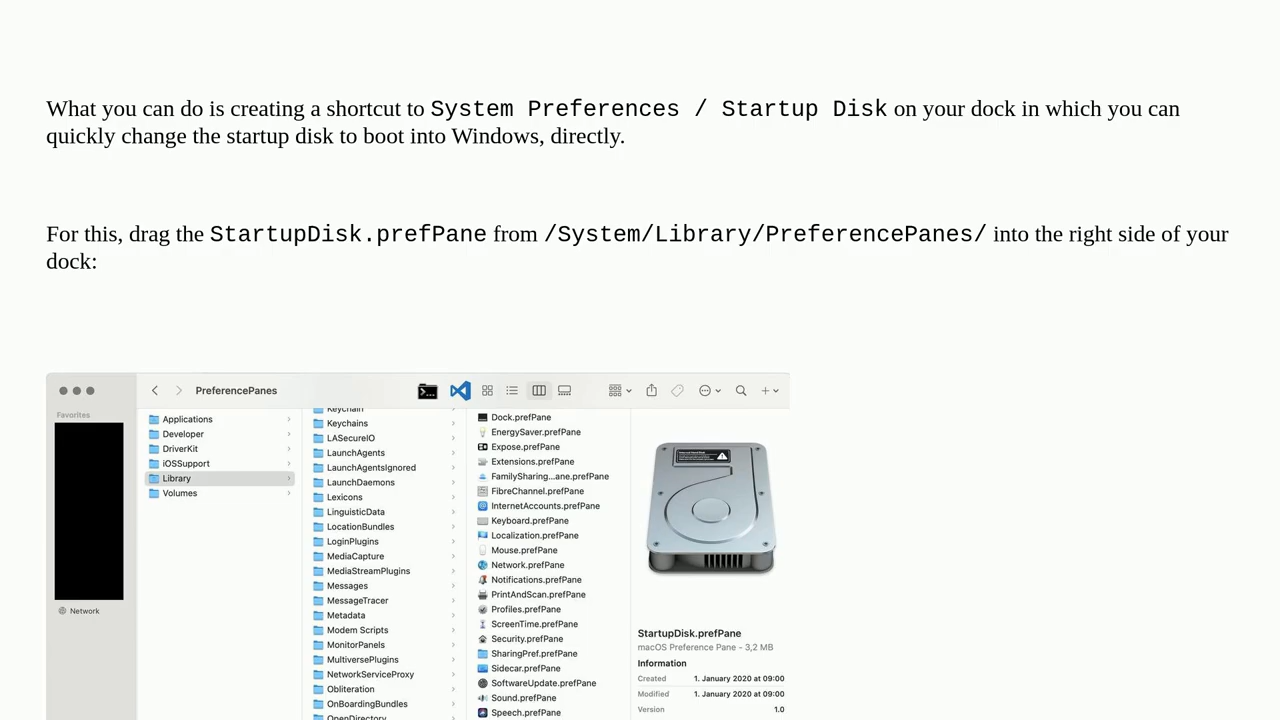 What you can do is creating a shortcut to System Preferences / Startup Disk on your dock in which you can
quickly change the startup disk to boot into Windows, directly.
For this, drag the StartupDisk.prefPane from /System/Library/PreferencePanes/ into the right side of your
dock:
PreferencePanes
Favorites
Network
Applications
Developer
DriverKit
iOSSupport
Library
Volumes
Keychain
Keychains
LASecureIO
LaunchAgents
LaunchAgentsIgnored
LaunchDaemons
Lexicons
LinguisticData
LocationBundles
LoginPlugins
MediaCapture
MediaStreamPlugins
Messages
MessageTracer
Metadata
Modem Scripts
MonitorPanels
MultiversePlugins
NetworkServiceProxy
Obliteration
OnBoardingBundles
OpenDirectory
Dock.prefPane
EnergySaver.prefPane
Expose.prefPane
Extensions.prefPane
FamilySharing...ane.prefPane
FibreChannel.prefPane
InternetAccounts.prefPane
Keyboard.prefPane
Localization.prefPane
Mouse.prefPane
Network.prefPane
Notifications.prefPane
PrintAndScan.prefPane
Profiles.prefPane
ScreenTime.prefPane
Security.prefPane
SharingPref.prefPane
Sidecar.prefPane
SoftwareUpdate.prefPane
Sound.prefPane
Speech.prefPane
StartupDisk.prefPane
macOS Preference Pane - 3,2 MB
Information
Created 1. January 2020 at 09:00
Modified 1. January 2020 at 09:00
Version 1.0